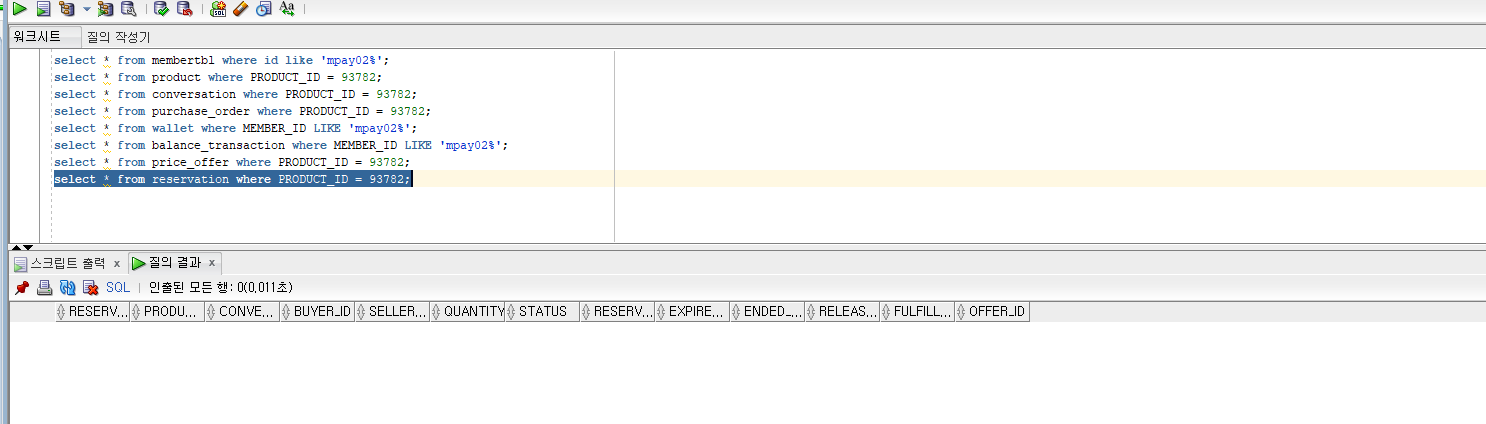 워크시트 질의 작성기
select * from membertbl where id like 'mpay02%';
select * from product where PRODUCT_ID = 93782;
select * from conversation where PRODUCT_ID = 93782;
select * from purchase_order where PRODUCT_ID = 93782;
select * from wallet where MEMBER_ID LIKE 'mpay02%';
select * from balance_transaction where MEMBER_ID LIKE 'mpay02%';
select * from price_offer where PRODUCT_ID = 93782;
select * from reservation where PRODUCT_ID = 93782;
스크립트 출력 x 질의 결과 x
SQL 인출된 모든 행: 0(0,011초)
RESERV... PRODU... CONVE... BUYER_ID SELLER... QUANTITY STATUS RESERV... EXPIRE... ENDED_... RELEAS... FULFILL... OFFER_ID